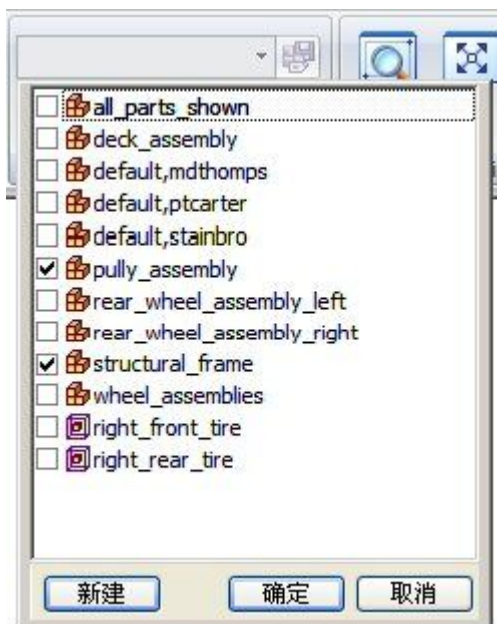 all_parts_shown
deck_assembly
default,mdthomps
default,ptcarter
default,stainbro
pully_assembly
rear_wheel_assembly_left
rear_wheel_assembly_right
structural_frame
wheel_assemblies
right_front_tire
right_rear_tire
新建 确定 取消